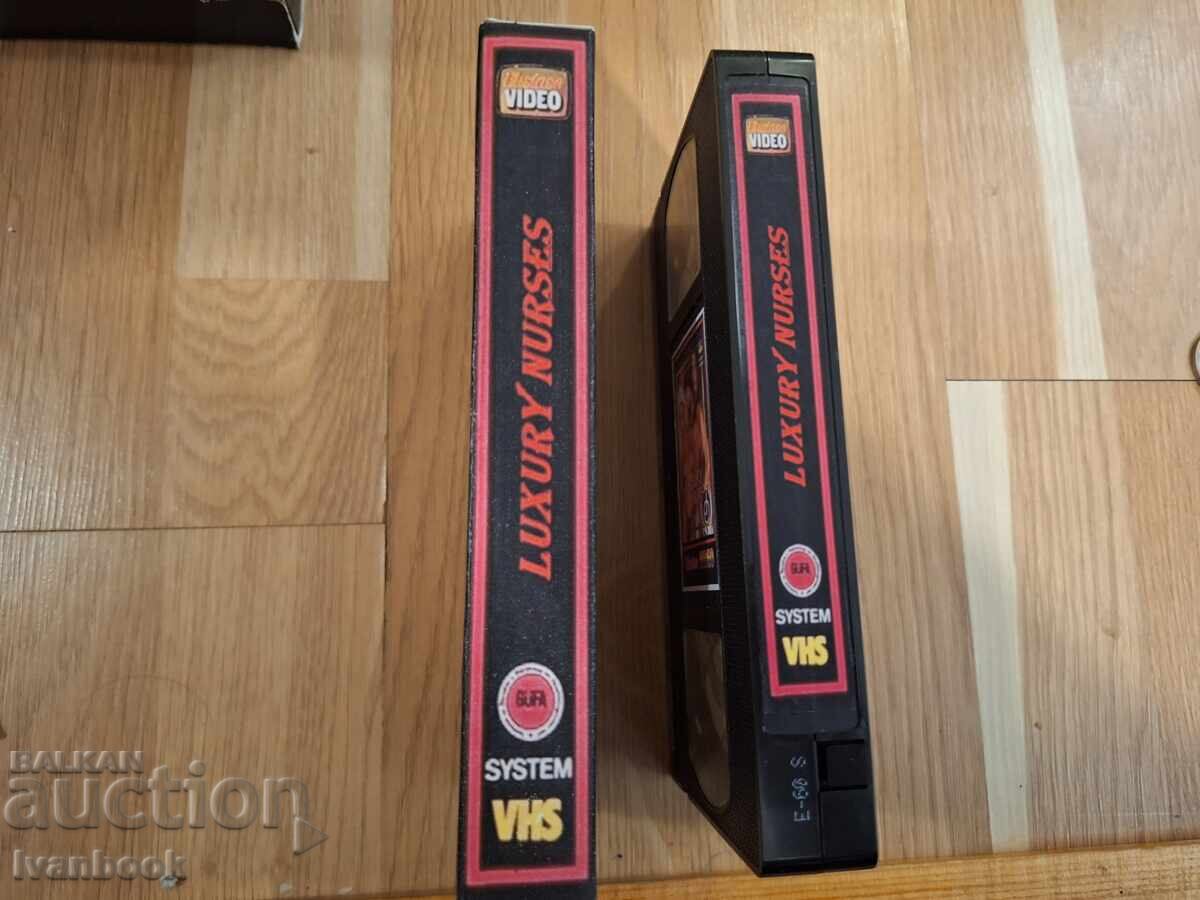 VIDEO
LUXURY NURSES
GUFA
SYSTEM
VHS
VIDEO
LUXURY NURSES
GUFA
SYSTEM
VHS
E-60 S
BALKAN
auction
Ivanbook